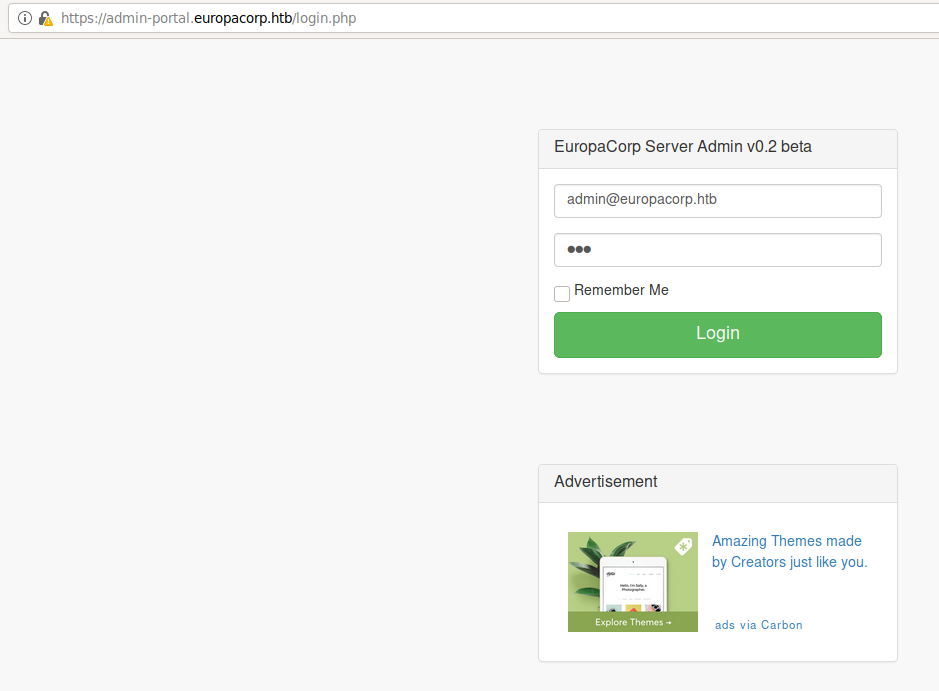 https://admin-portal.europacorp.htb/login.php
EuropaCorp Server Admin v0.2 beta
admin@europacorp.htb
●●●
Remember Me
Login
Advertisement
Amazing Themes made
by Creators just like you.
Hello, I'm Sally, a
Photographer.
Explore Themes →
ads via Carbon